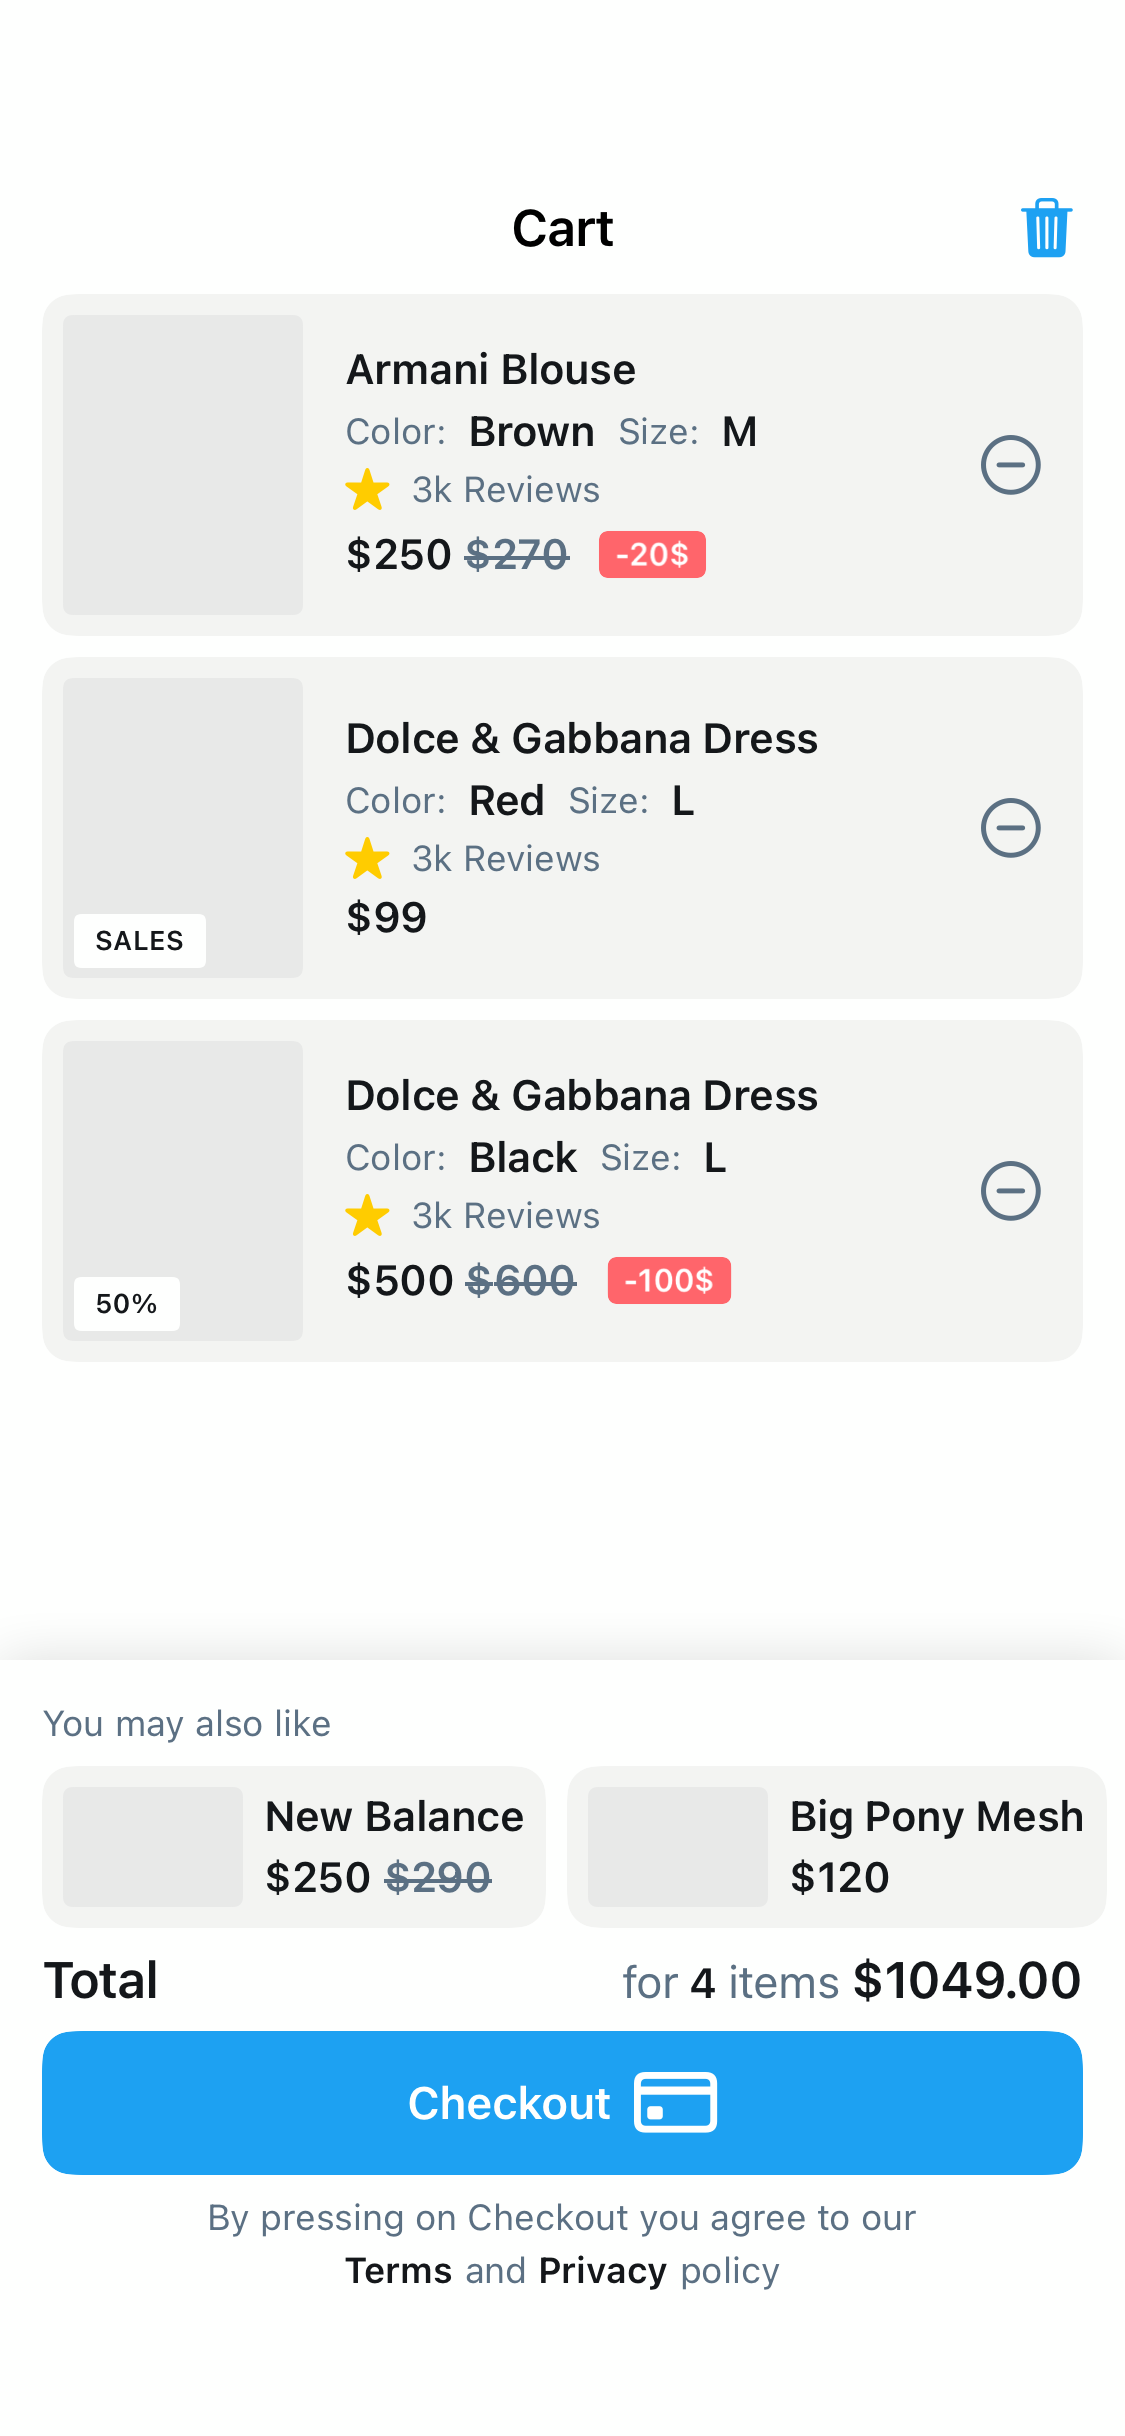 Cart
Armani Blouse
Color: Brown Size: M
3k Reviews
$250 $270 -20$
Dolce & Gabbana Dress
Color: Red Size: L
3k Reviews
$99
SALES
Dolce & Gabbana Dress
Color: Black Size: L
3k Reviews
$500 $600 -100$
50%
You may also like
New Balance
$250 $290
Big Pony Mesh
$120
Total for 4 items $1049.00
Checkout
By pressing on Checkout you agree to our
Terms and Privacy policy